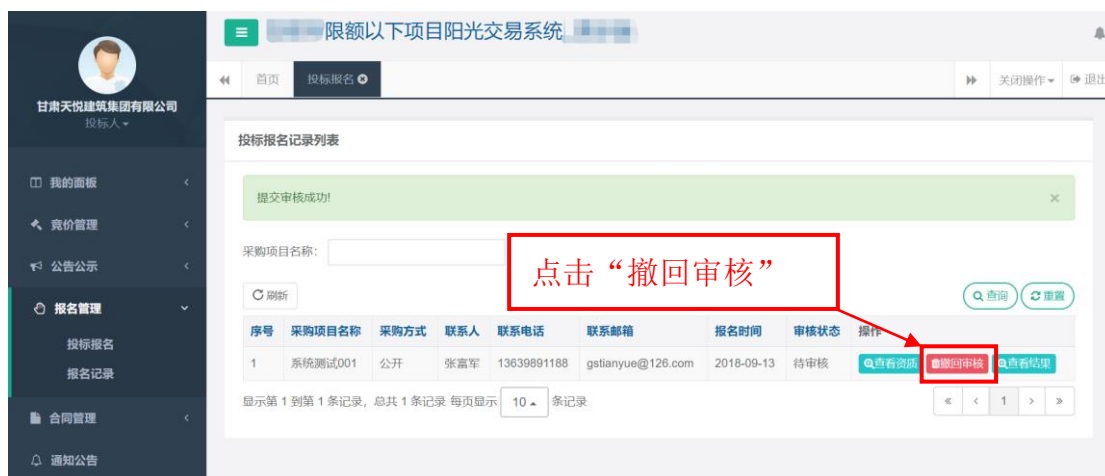 限额以下项目阳光交易系统
首页 投标报名 关闭操作 退出
甘肃天悦建筑集团有限公司
投标人
投标报名记录列表
我的面板
提交审核成功!
竞价管理
采购项目名称:
点击“撤回审核”
公告公示
刷新 查询 重置
报名管理
序号 采购项目名称 采购方式 联系人 联系电话 联系邮箱 报名时间 审核状态 操作
投标报名
1 系统测试001 公开 张富军 13639891188 gstianyue@126.com 2018-09-13 待审核 查看资质 撤回审核 查看结果
报名记录
显示第 1 到第 1 条记录,总共 1 条记录 每页显示 10 条记录 « ‹ 1 › »
合同管理
通知公告